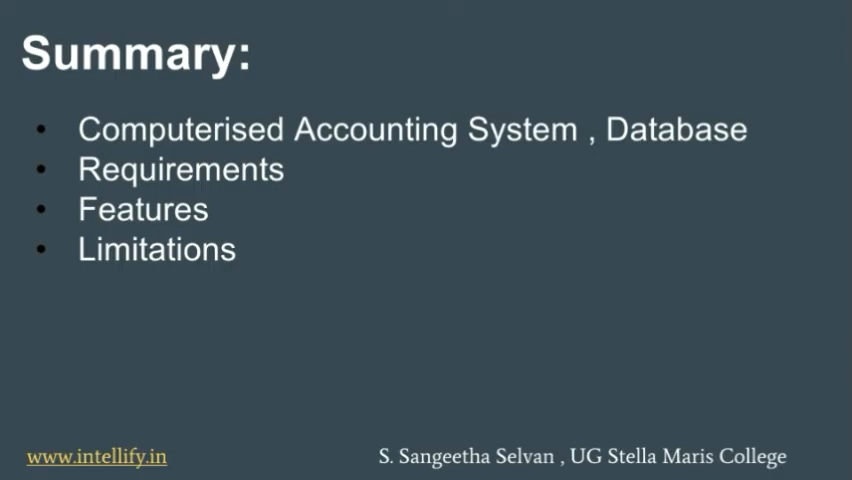 Summary:
• Computerised Accounting System , Database
• Requirements
• Features
• Limitations
www.intellify.in
S. Sangeetha Selvan , UG Stella Maris College